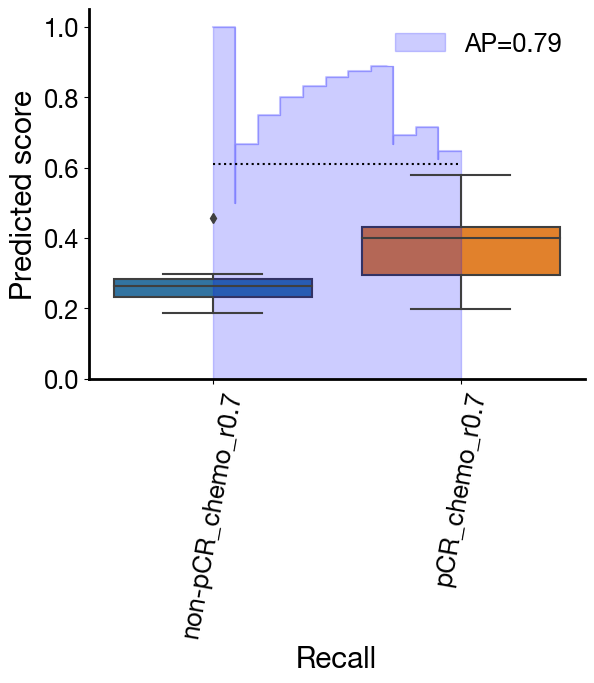 1.0
0.8
0.6
0.4
0.2
0.0
Predicted score
AP=0.79
non-pCR_chemo_r0.7
pCR_chemo_r0.7
Recall